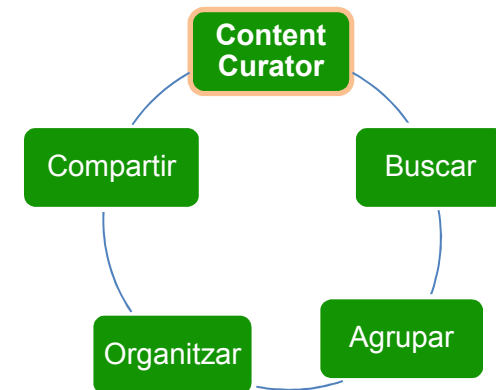 Content
Curator
Buscar
Agrupar
Organitzar
Compartir